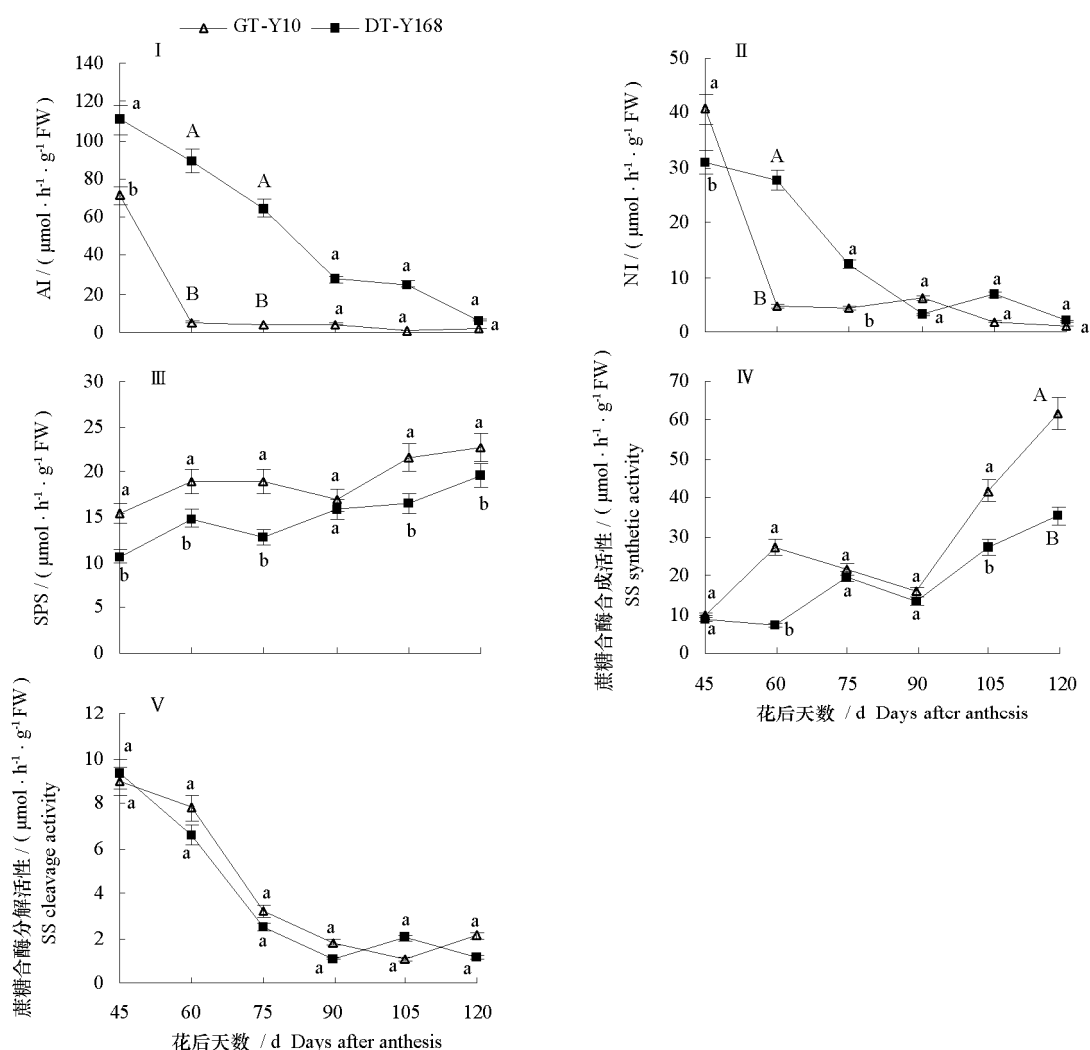 GT-Y10 DT-Y168
I
AI / ( μmol · h⁻¹ · g⁻¹ FW )
140
120
100
80
60
40
20
0
a
A
A
a
a
a
b
B
B
a
a
a
II
NI / ( μmol · h⁻¹ · g⁻¹ FW )
50
40
30
20
10
0
a
A
a
a
a
a
b
B
b
a
a
a
III
SPS / ( μmol · h⁻¹ · g⁻¹ FW )
30
25
20
15
10
5
0
a
a
a
a
a
a
b
b
b
a
b
b
IV
蔗糖合酶合成活性 / ( μmol · h⁻¹ · g⁻¹ FW )
SS synthetic activity
70
60
50
40
30
20
10
0
a
a
a
a
a
A
a
b
a
a
b
B
45 60 75 90 105 120
花后天数 / d Days after anthesis
V
蔗糖合酶分解活性 / ( μmol · h⁻¹ · g⁻¹ FW )
SS cleavage activity
12
10
8
6
4
2
0
a
a
a
a
a
a
a
a
a
a
a
a
45 60 75 90 105 120
花后天数 / d Days after anthesis